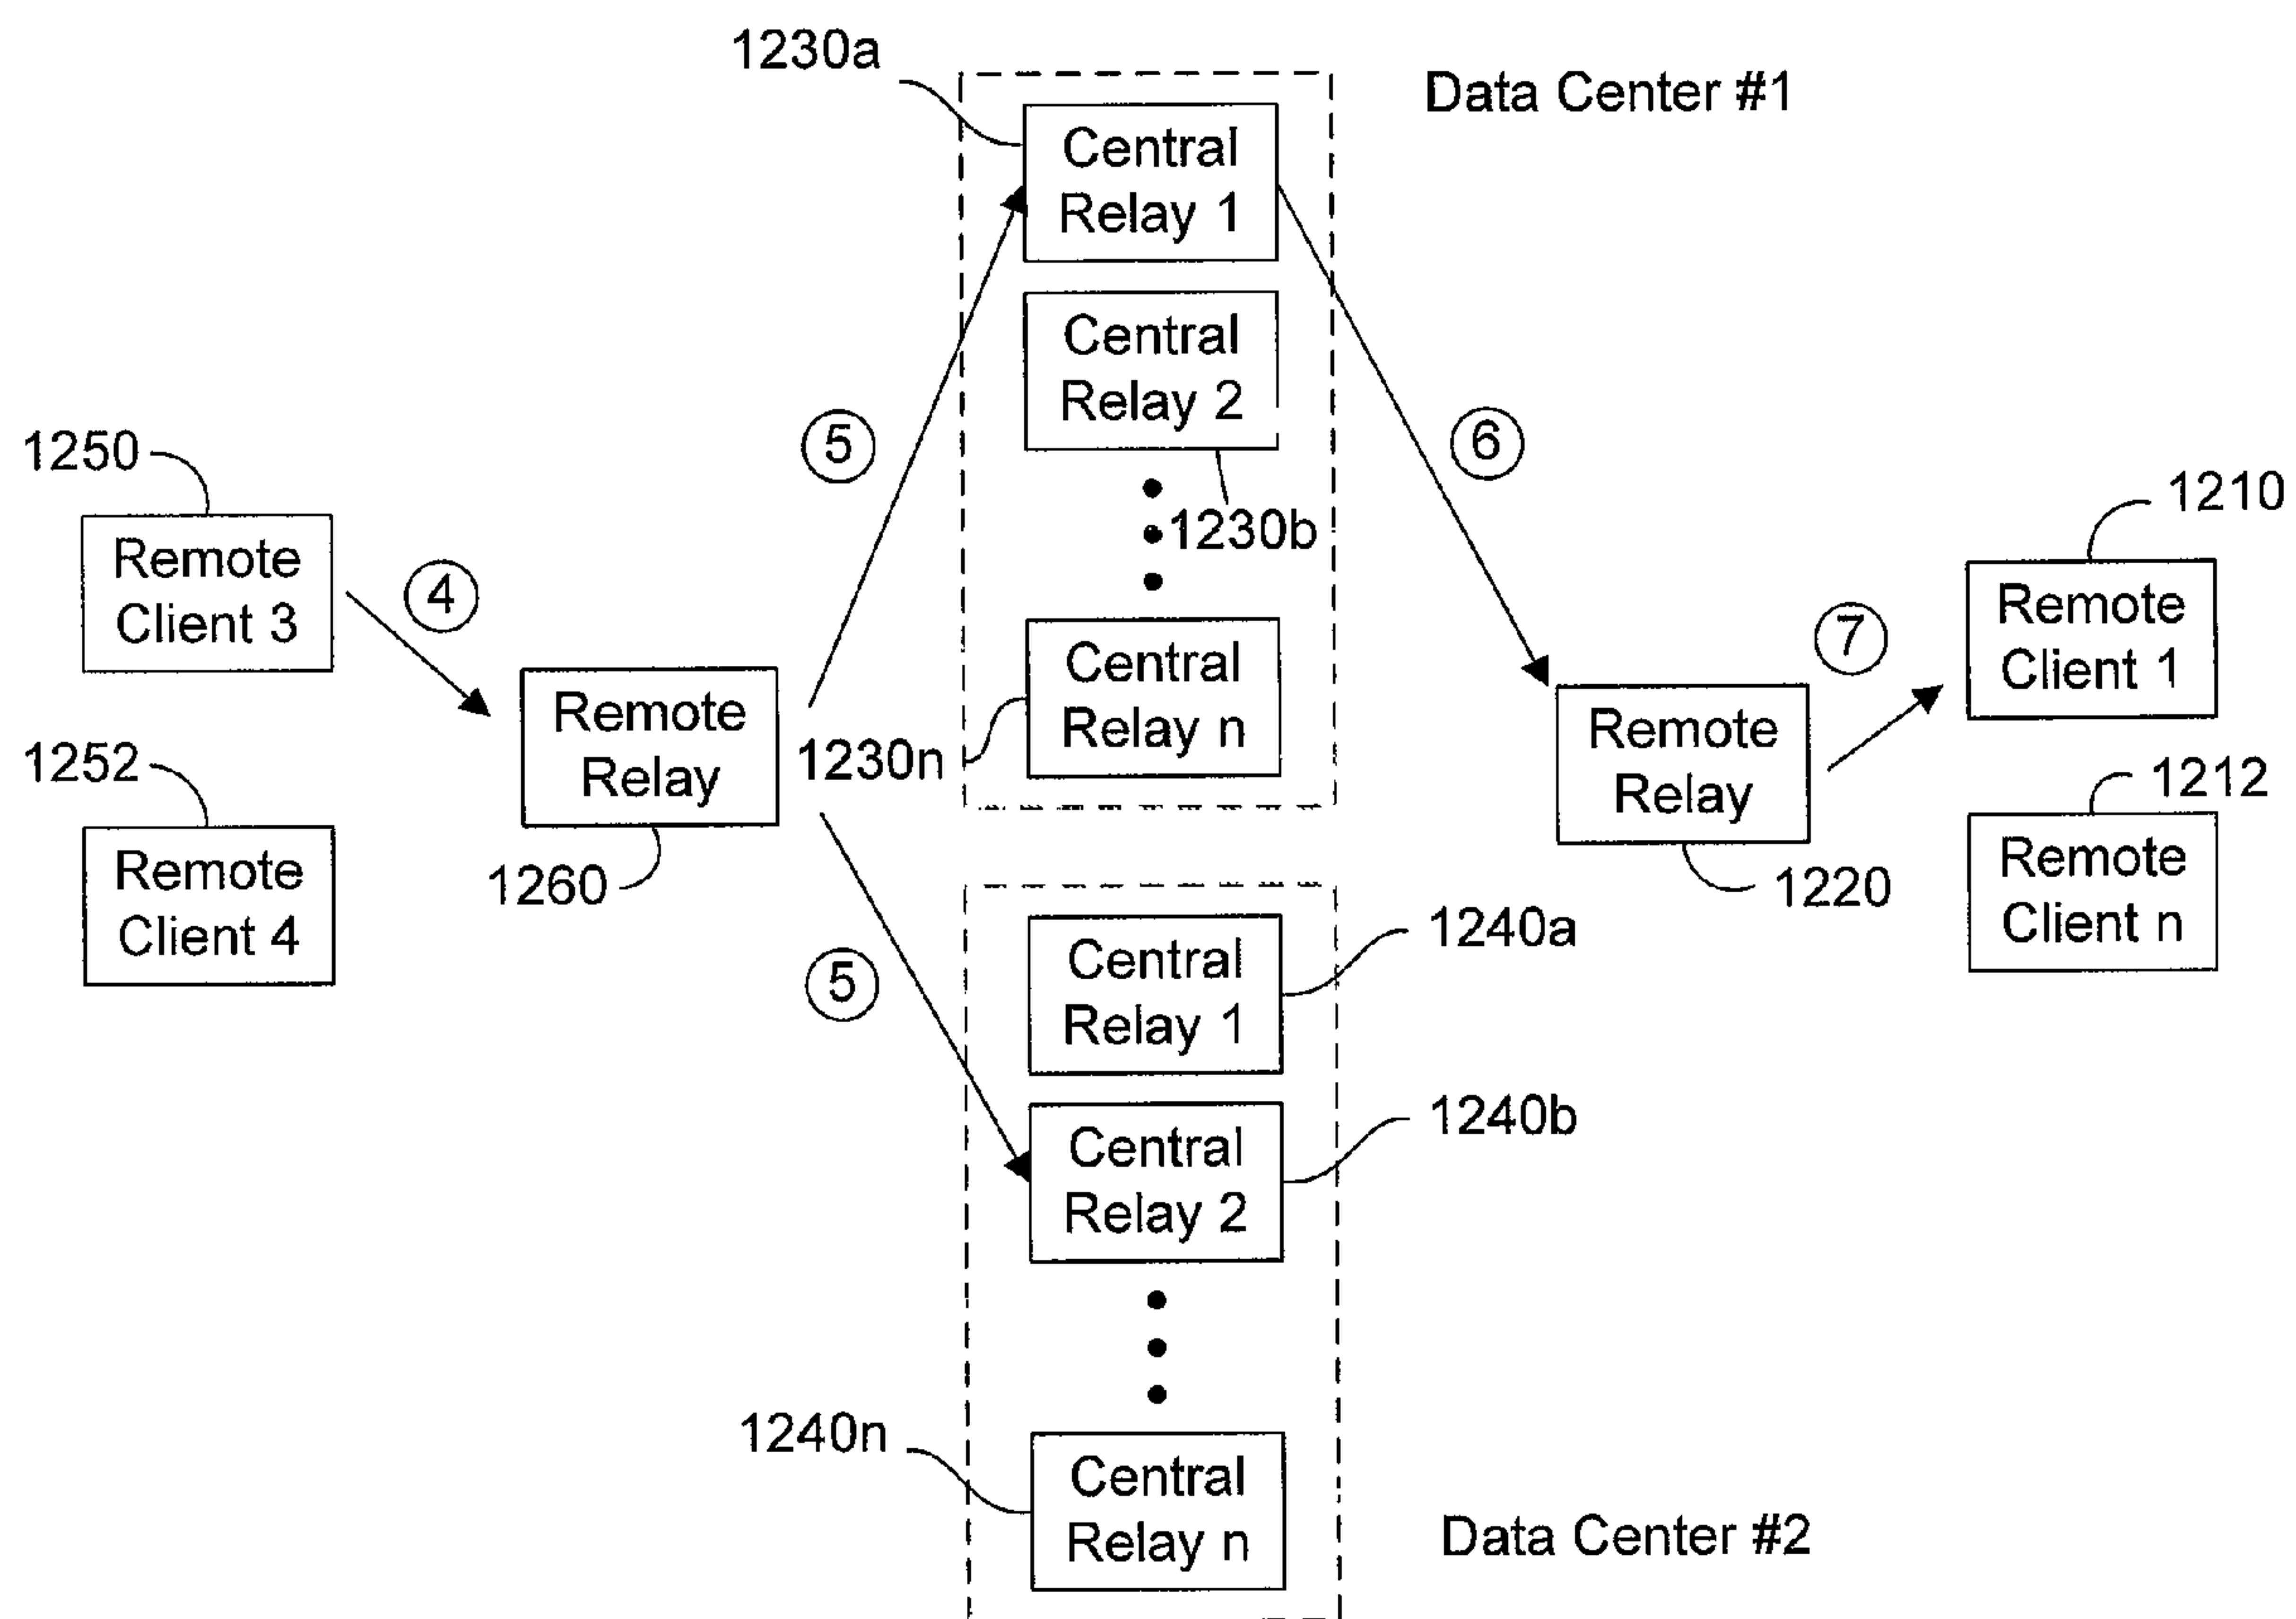 1230a
Data Center #1
Central
Relay 1
Central
Relay 2
1230b
Central
Relay n
1230n
5
6
1250
Remote
Client 3
4
1252
Remote
Client 4
Remote
Relay
1260
1210
Remote
Client 1
7
1212
Remote
Client n
Remote
Relay
1220
5
Central
Relay 1
1240a
Central
Relay 2
1240b
1240n
Central
Relay n
Data Center #2